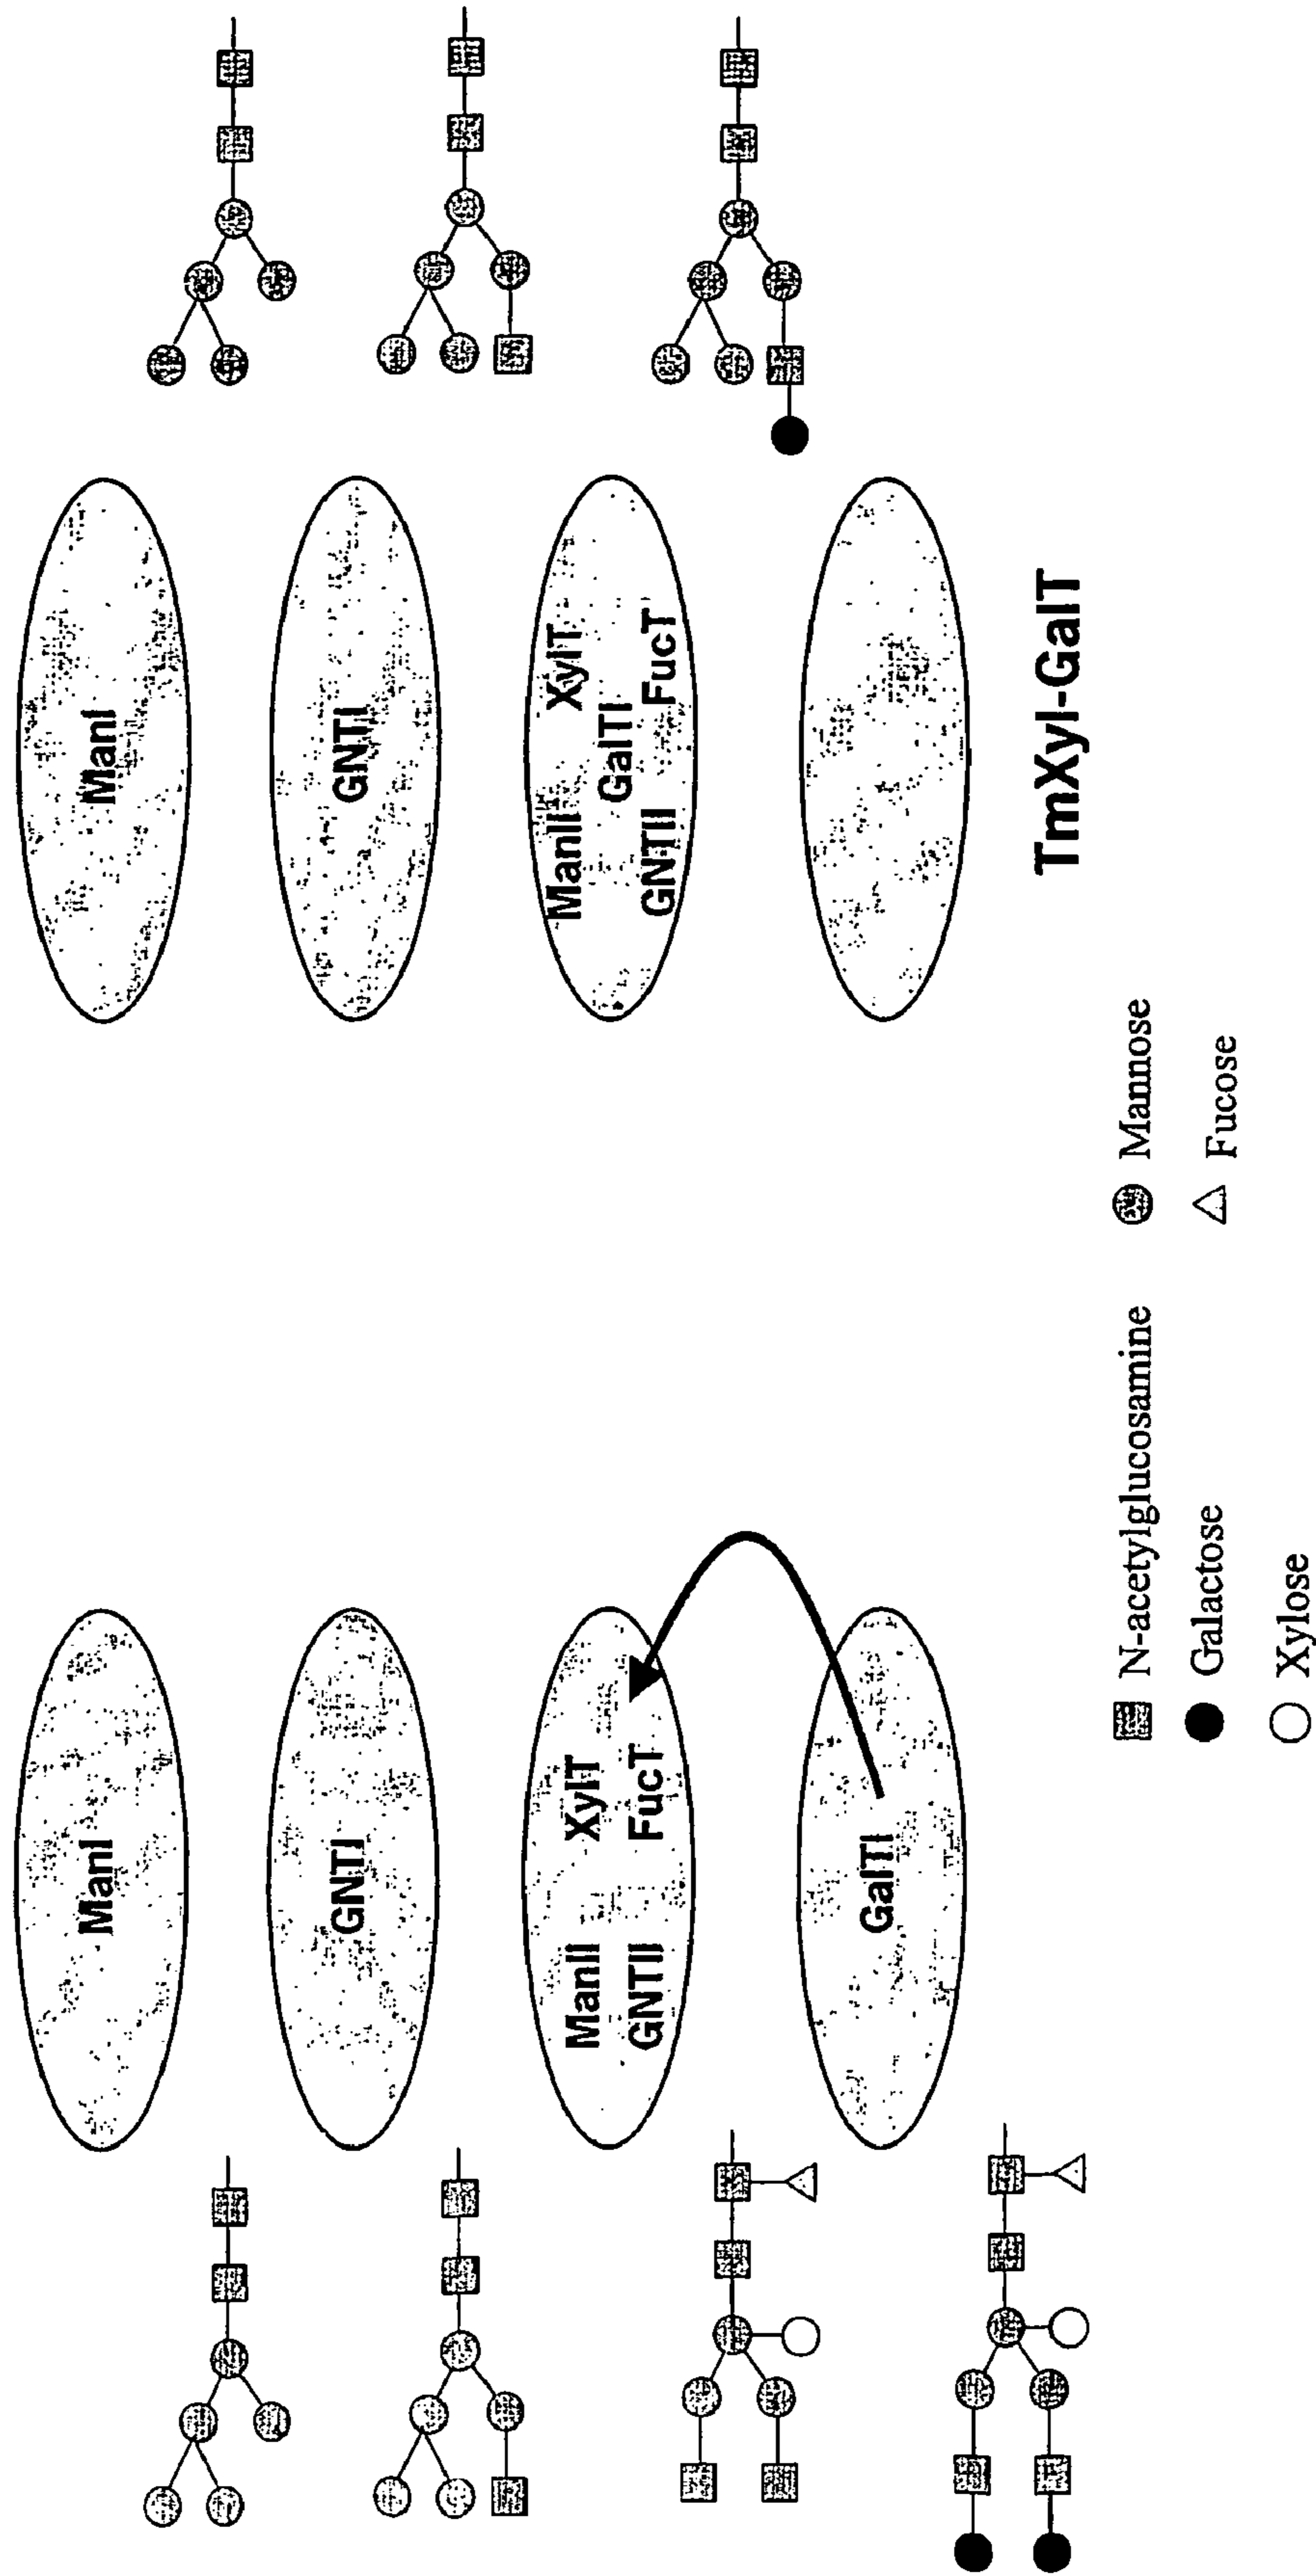 ManI
GNTI
ManII XylT
GNTII FucT
GalTI
ManI
GNTI
ManII XylT
GalTI
GNTII FucT
TmXyl-GalT
N-acetylglucosamine
Mannose
Galactose
Fucose
Xylose